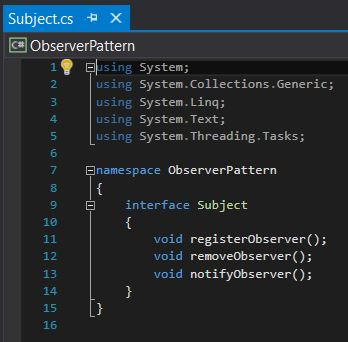 Subject.cs
C# ObserverPattern
1 using System;
2 using System.Collections.Generic;
3 using System.Linq;
4 using System.Text;
5 using System.Threading.Tasks;
6
7 namespace ObserverPattern
8 {
9 interface Subject
10 {
11 void registerObserver();
12 void removeObserver();
13 void notifyObserver();
14 }
15 }
16